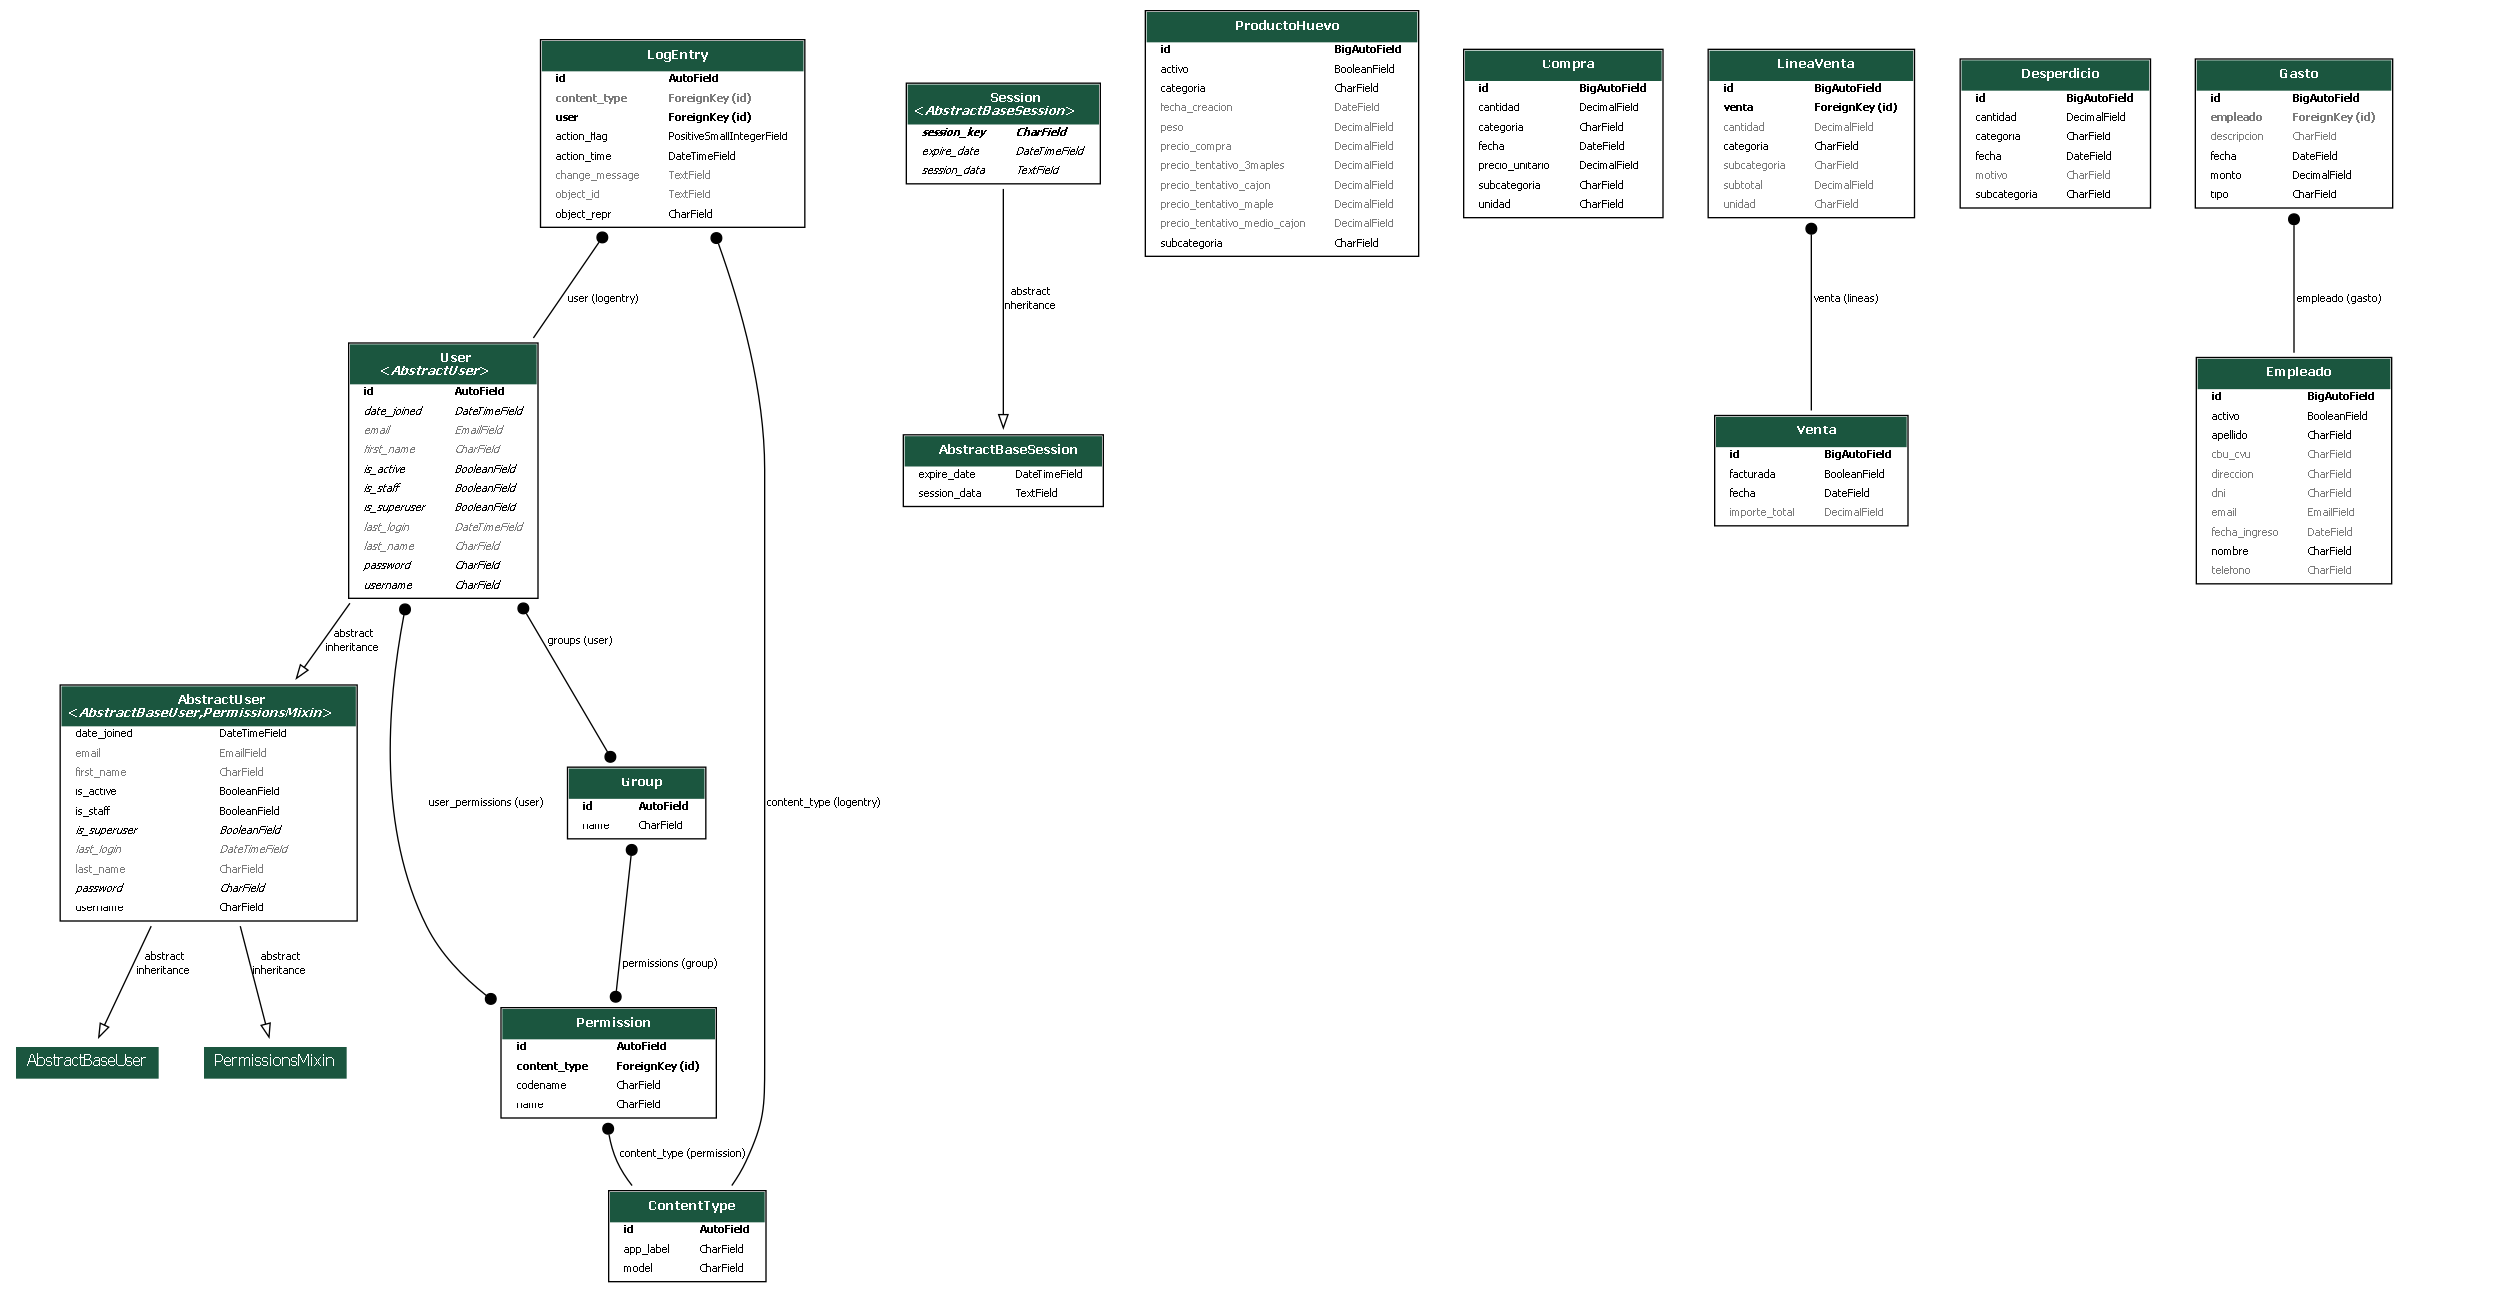 LogEntry
id AutoField
content_type ForeignKey (id)
user ForeignKey (id)
action_flag PositiveSmallIntegerField
action_time DateTimeField
change_message TextField
object_id TextField
object_repr CharField
Session
<AbstractBaseSession>
session_key CharField
expire_date DateTimeField
session_data TextField
ProductoHuevo
id BigAutoField
activo BooleanField
categoria CharField
fecha_creacion DateField
peso DecimalField
precio_compra DecimalField
precio_tentativo_3maples DecimalField
precio_tentativo_cajon DecimalField
precio_tentativo_maple DecimalField
precio_tentativo_medio_cajon DecimalField
subcategoria CharField
Compra
id BigAutoField
cantidad DecimalField
categoria CharField
fecha DateField
precio_unitario DecimalField
subcategoria CharField
unidad CharField
LineaVenta
id BigAutoField
venta ForeignKey (id)
cantidad DecimalField
categoria CharField
subcategoria CharField
subtotal DecimalField
unidad CharField
Desperdicio
id BigAutoField
cantidad DecimalField
categoria CharField
fecha DateField
motivo CharField
subcategoria CharField
Gasto
id BigAutoField
empleado ForeignKey (id)
descripcion CharField
fecha DateField
monto DecimalField
tipo CharField
user (logentry)
abstract
inheritance
venta (lineas)
empleado (gasto)
User
<AbstractUser>
id AutoField
date_joined DateTimeField
email EmailField
first_name CharField
is_active BooleanField
is_staff BooleanField
is_superuser BooleanField
last_login DateTimeField
last_name CharField
password CharField
username CharField
AbstractBaseSession
expire_date DateTimeField
session_data TextField
Venta
id BigAutoField
facturada BooleanField
fecha DateField
importe_total DecimalField
Empleado
id BigAutoField
activo BooleanField
apellido CharField
cbu_cvu CharField
direccion CharField
dni CharField
email EmailField
fecha_ingreso DateField
nombre CharField
telefono CharField
abstract
inheritance
groups (user)
AbstractUser
<AbstractBaseUser,PermissionsMixin>
date_joined DateTimeField
email EmailField
first_name CharField
is_active BooleanField
is_staff BooleanField
is_superuser BooleanField
last_login DateTimeField
last_name CharField
password CharField
username CharField
user_permissions (user)
Group
id AutoField
name CharField
content_type (logentry)
abstract
inheritance
abstract
inheritance
permissions (group)
AbstractBaseUser
PermissionsMixin
Permission
id AutoField
content_type ForeignKey (id)
codename CharField
name CharField
content_type (permission)
ContentType
id AutoField
app_label CharField
model CharField